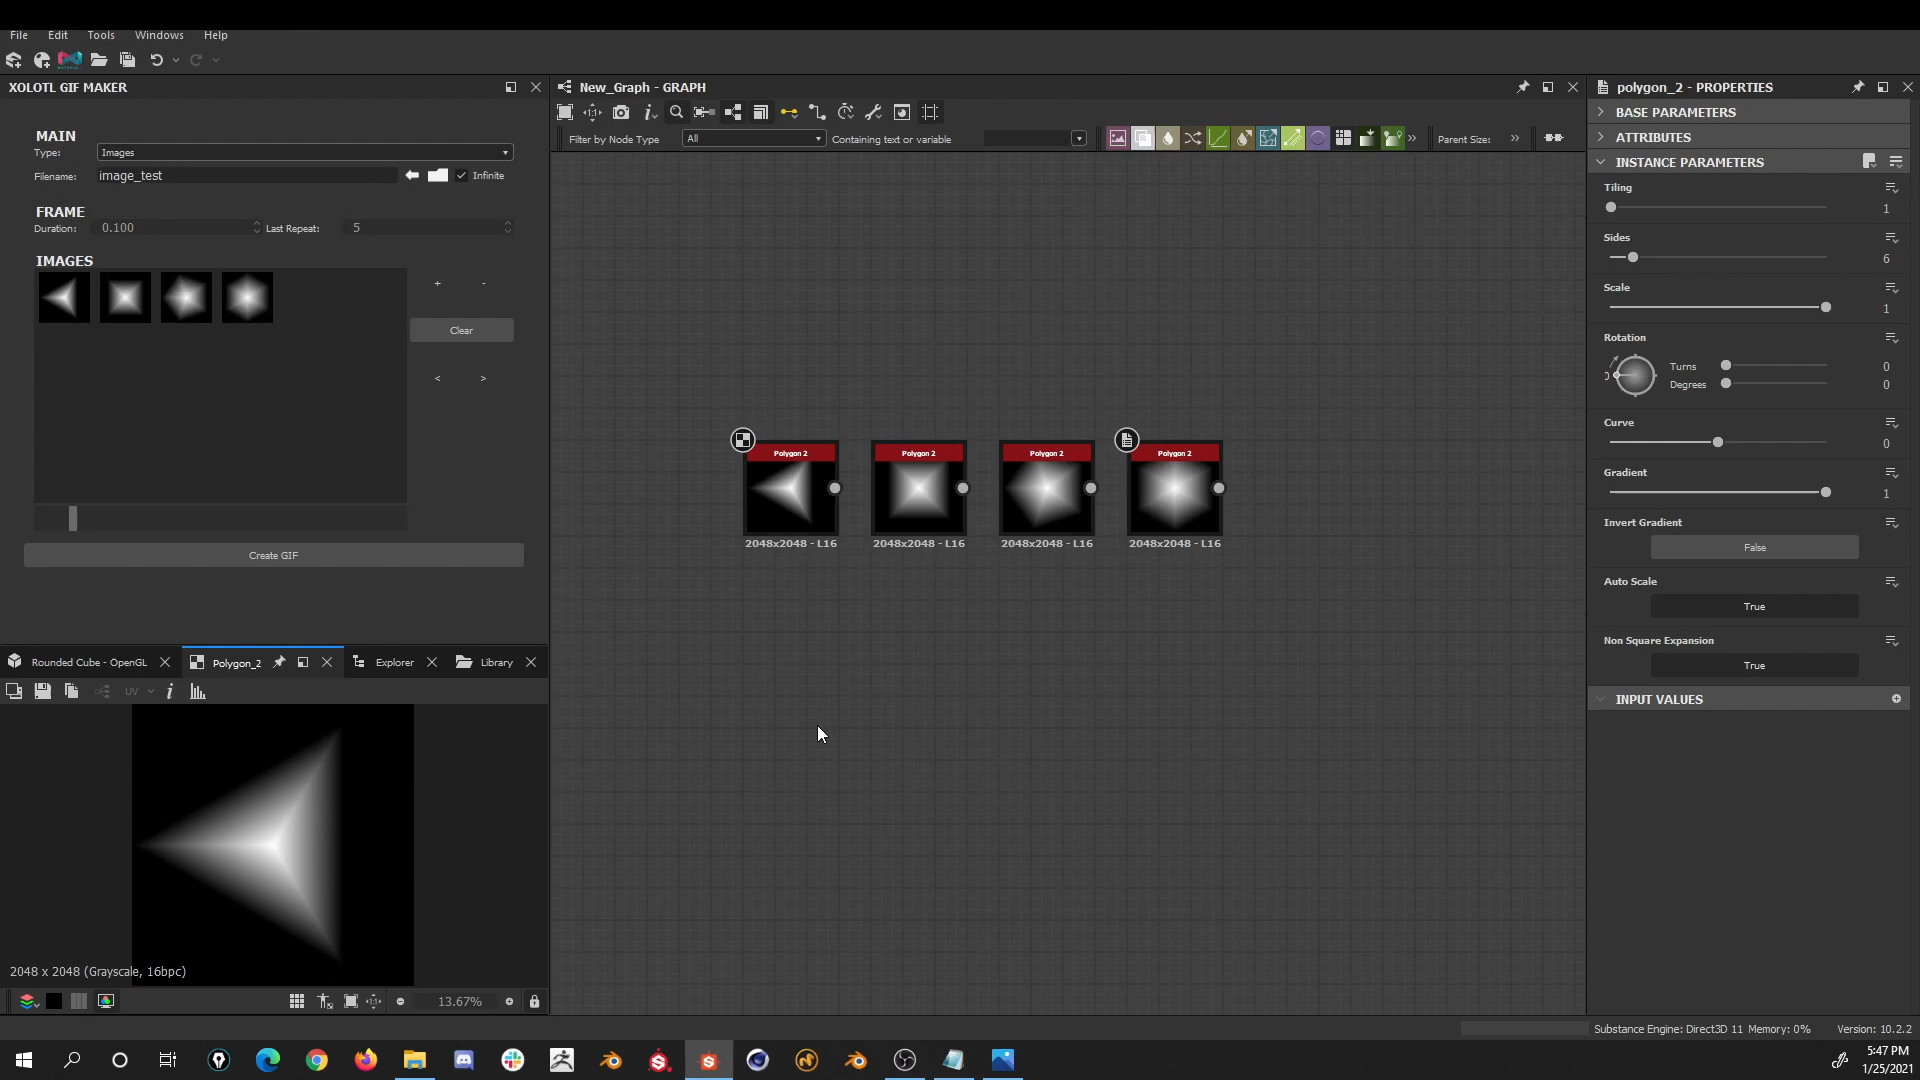 File Edit Tools Windows Help
XOLOTL GIF MAKER
MAIN
Type: Images
Filename: image_test Infinite
FRAME
Duration: 0.100 Last Repeat: 5
IMAGES
+ -
Clear
< >
Create GIF
Rounded Cube - OpenGL Polygon_2 Explorer Library
UV
2048 x 2048 (Grayscale, 16bpc)
13.67%
New_Graph - GRAPH
Filter by Node Type All Containing text or variable Parent Size:
Polygon 2 Polygon 2 Polygon 2 Polygon 2
2048x2048 - L16 2048x2048 - L16 2048x2048 - L16 2048x2048 - L16
polygon_2 - PROPERTIES
BASE PARAMETERS
ATTRIBUTES
INSTANCE PARAMETERS
Tiling
1
Sides
6
Scale
1
Rotation
0 Turns 0
Degrees 0
Curve
0
Gradient
1
Invert Gradient
False
Auto Scale
True
Non Square Expansion
True
INPUT VALUES
Substance Engine: Direct3D 11 Memory: 0% Version: 10.2.2
5:47 PM
1/25/2021